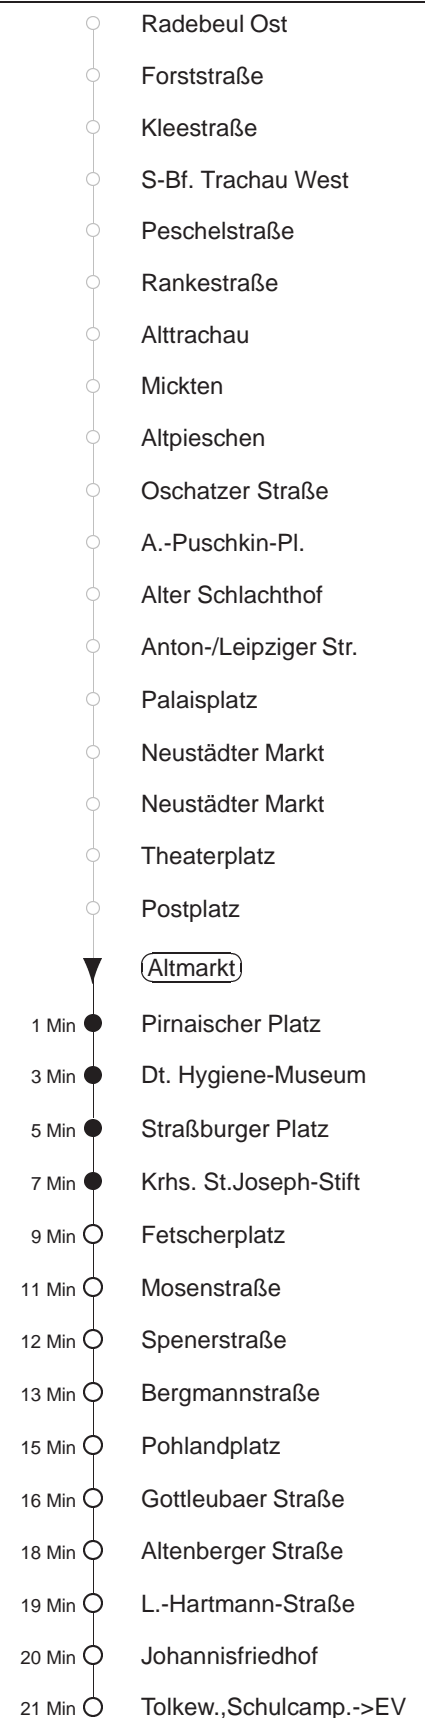 Radebeul Ost
Forststraße
Kleestraße
S-Bf. Trachau West
Peschelstraße
Rankestraße
Alttrachau
Mickten
Altpieschen
Oschatzer Straße
A.-Puschkin-Pl.
Alter Schlachthof
Anton-/Leipziger Str.
Palaisplatz
Neustädter Markt
Neustädter Markt
Theaterplatz
Postplatz
Altmarkt
1 Min Pirnaischer Platz
3 Min Dt. Hygiene-Museum
5 Min Straßburger Platz
7 Min Krhs. St.Joseph-Stift
9 Min Fetscherplatz
11 Min Mosenstraße
12 Min Spenerstraße
13 Min Bergmannstraße
15 Min Pohlandplatz
16 Min Gottleubaer Straße
18 Min Altenberger Straße
19 Min L.-Hartmann-Straße
20 Min Johannisfriedhof
21 Min Tolkew.,Schulcamp.->EV